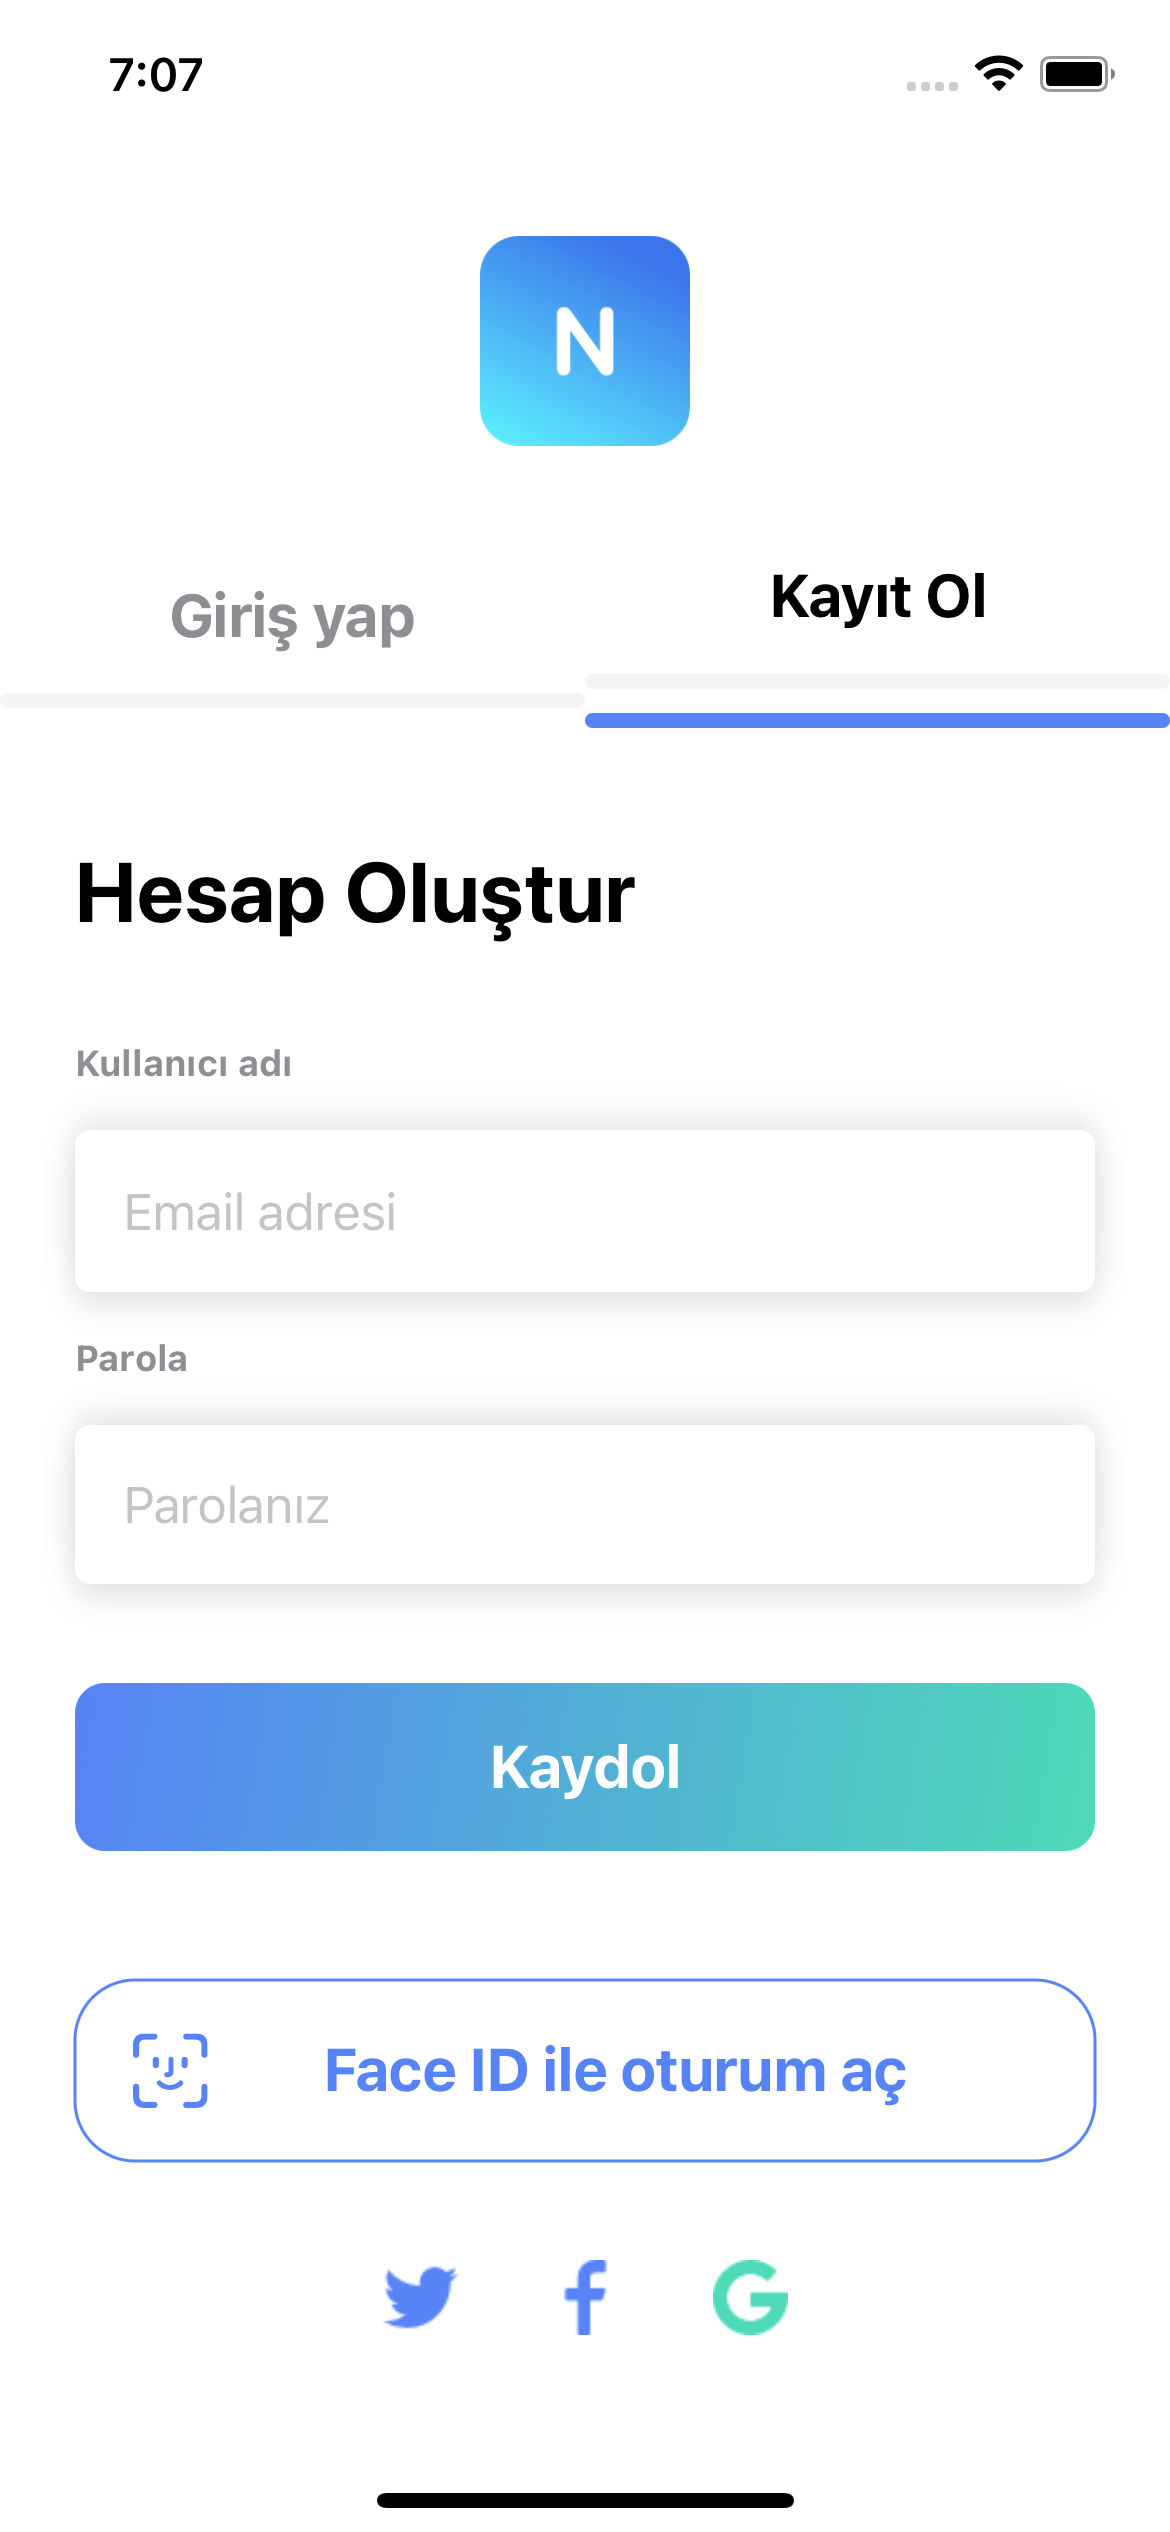 7:07
N
Giriş yap
Kayıt Ol
Hesap Oluştur
Kullanıcı adı
Email adresi
Parola
Parolanız
Kaydol
Face ID ile oturum aç